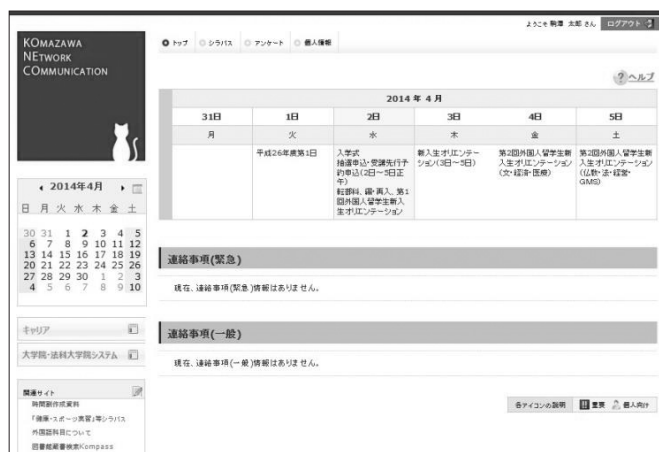 ようこそ 駒澤 太郎 さん ログアウト
KOMAZAWA
NETWORK
COMMUNICATION
トップ シラバス アンケート 個人情報
ヘルプ
2014 年 4 月
31日 1日 2日 3日 4日 5日
月 火 水 木 金 土
平成26年度第1日
入学式
抽選申込・受講先行予
約申込(2日~5日正
午)
転部科、編・再入、第1
回外国人留学生新入
生オリエンテーション
新入生オリエンテー
ション(3日~5日)
第2回外国人留学生新
入生オリエンテーション
(文・経済・医療)
第2回外国人留学生新
入生オリエンテーション
(仏教・法・経営・
GMS)
2014年4月
日 月 火 水 木 金 土
30 31 1 2 3 4 5
6 7 8 9 10 11 12
13 14 15 16 17 18 19
20 21 22 23 24 25 26
27 28 29 30 1 2 3
4 5 6 7 8 9 10
連絡事項(緊急)
現在、連絡事項(緊急)情報はありません。
連絡事項(一般)
現在、連絡事項(一般)情報はありません。
キャリア
大学院・法科大学院システム
関連サイト
時間割作成資料
「健康・スポーツ実習」等シラバス
外国語科目について
図書館蔵書検索Kompass
各アイコンの説明 重要 個人向け